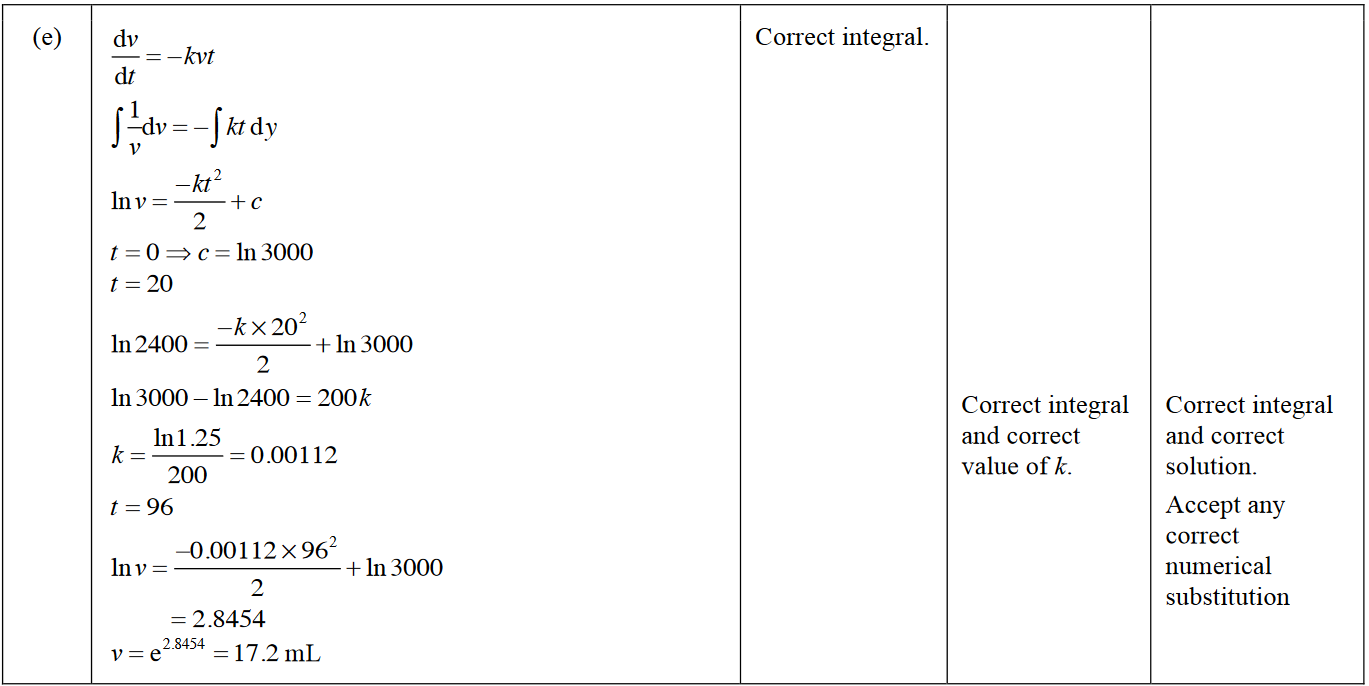 (e)
dv/dt = −kvt
∫ 1/v dv = −∫ kt dy
ln v = −kt²/2 + c
t = 0 ⇒ c = ln 3000
t = 20
ln 2400 = −k × 20²/2 + ln 3000
ln 3000 − ln 2400 = 200k
k = ln 1.25/200 = 0.00112
t = 96
ln v = −0.00112 × 96²/2 + ln 3000
= 2.8454
v = e^2.8454 = 17.2 mL
Correct integral.
Correct integral
and correct
value of k.
Correct integral
and correct
solution.
Accept any
correct
numerical
substitution